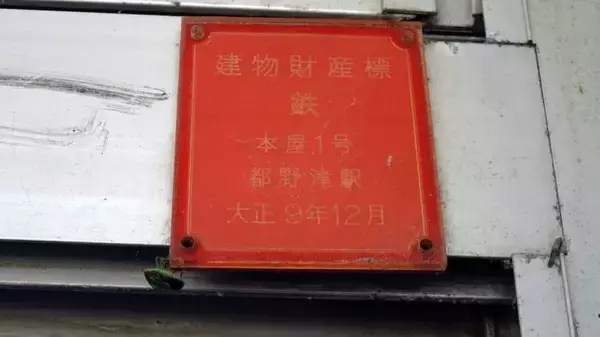 建物財産標
鉄
本屋1号
都野津駅
大正9年12月